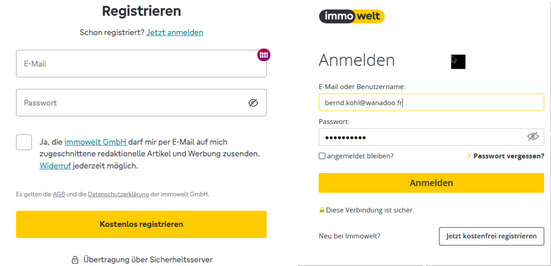 Registrieren
Schon registriert? Jetzt anmelden
E-Mail
Passwort
Ja, die immowelt GmbH darf mir per E-Mail auf mich
zugeschnittene redaktionelle Artikel und Werbung zusenden.
Widerruf jederzeit möglich.
Es gelten die AGB und die Datenschutzerklärung der immowelt GmbH.
Kostenlos registrieren
Übertragung über Sicherheitsserver
immowelt
Anmelden
E-Mail oder Benutzername:
bernd.kohl@wanadoo.fr
Passwort:
••••••••••
angemeldet bleiben?
Passwort vergessen?
Anmelden
Diese Verbindung ist sicher.
Neu bei Immowelt?
Jetzt kostenfrei registrieren